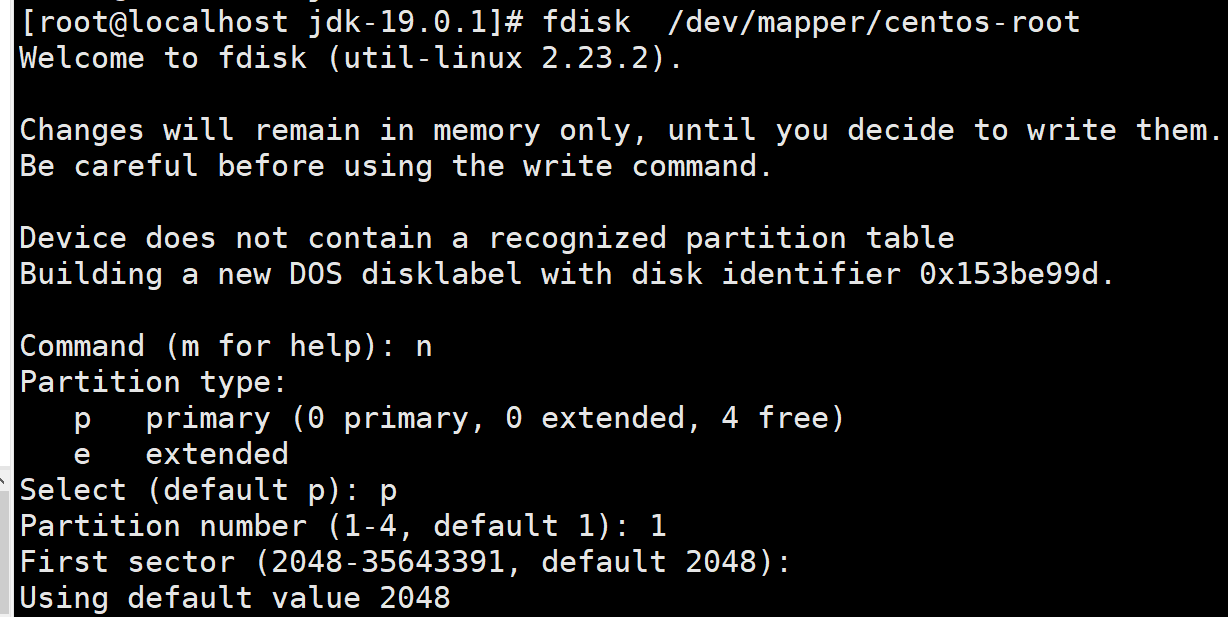 [root@localhost jdk-19.0.1]# fdisk  /dev/mapper/centos-root
Welcome to fdisk (util-linux 2.23.2).
Changes will remain in memory only, until you decide to write them.
Be careful before using the write command.
Device does not contain a recognized partition table
Building a new DOS disklabel with disk identifier 0x153be99d.
Command (m for help): n
Partition type:
   p   primary (0 primary, 0 extended, 4 free)
   e   extended
Select (default p): p
Partition number (1-4, default 1): 1
First sector (2048-35643391, default 2048):
Using default value 2048